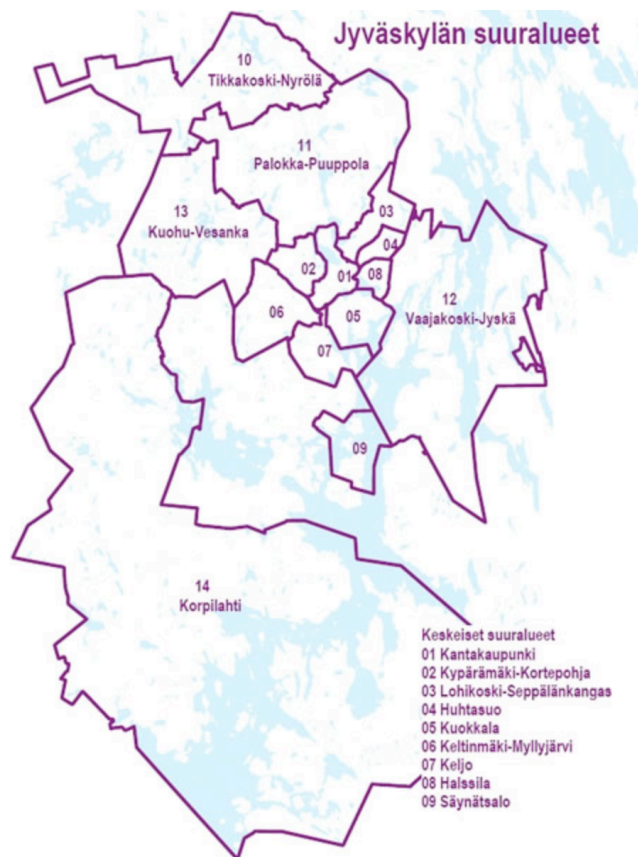 Jyväskylän suuralueet
10
Tikkakoski-Nyrölä
11
Palokka-Puuppola
13
Kuohu-Vesanka
03
04
02
01
08
12
Vaajakoski-Jyskä
06
05
07
09
14
Korpilahti
Keskeiset suuralueet
01 Kantakaupunki
02 Kypärämäki-Kortepohja
03 Lohikoski-Seppälänkangas
04 Huhtasuo
05 Kuokkala
06 Keltinmäki-Myllyjärvi
07 Keljo
08 Halssila
09 Säynätsalo